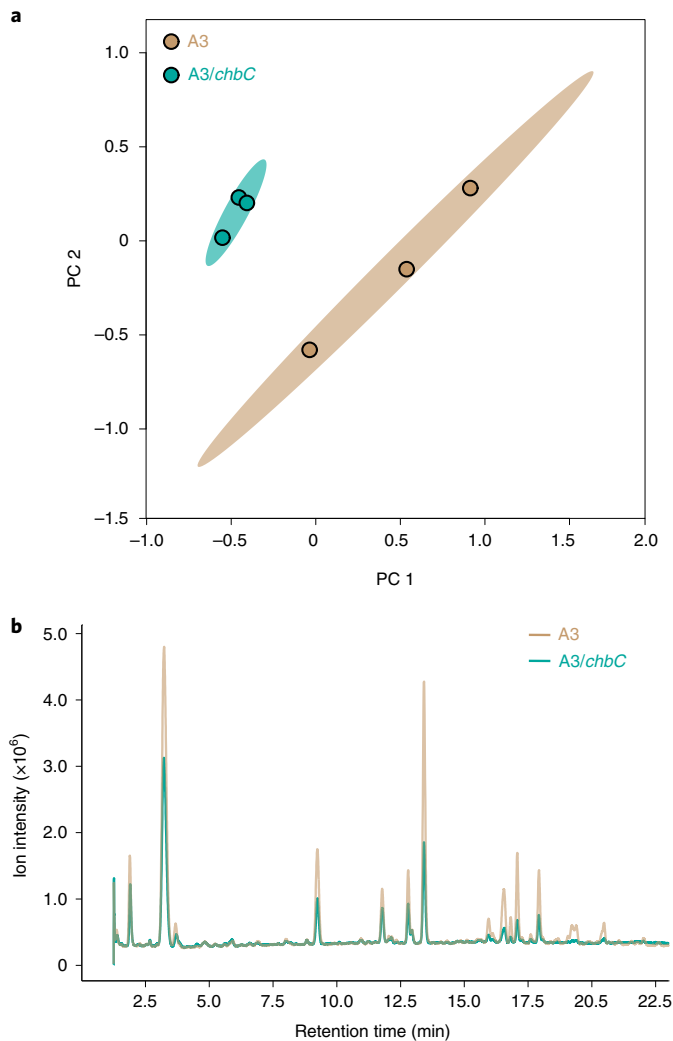 a
A3
A3/chbC
1.0
0.5
0
–0.5
–1.0
–1.5
PC 2
–1.0 –0.5 0 0.5 1.0 1.5 2.0
PC 1
b
A3
A3/chbC
5.0
4.0
3.0
2.0
1.0
0
Ion intensity (×10⁶)
2.5 5.0 7.5 10.0 12.5 15.0 17.5 20.5 22.5
Retention time (min)